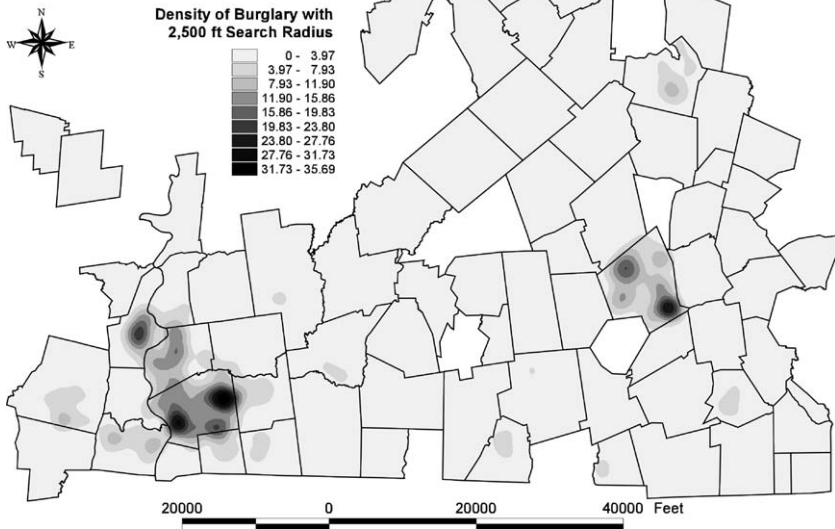 N
W E
S
Density of Burglary with
2,500 ft Search Radius
0 - 3.97
3.97 - 7.93
7.93 - 11.90
11.90 - 15.86
15.86 - 19.83
19.83 - 23.80
23.80 - 27.76
27.76 - 31.73
31.73 - 35.69
20000 0 20000 40000 Feet